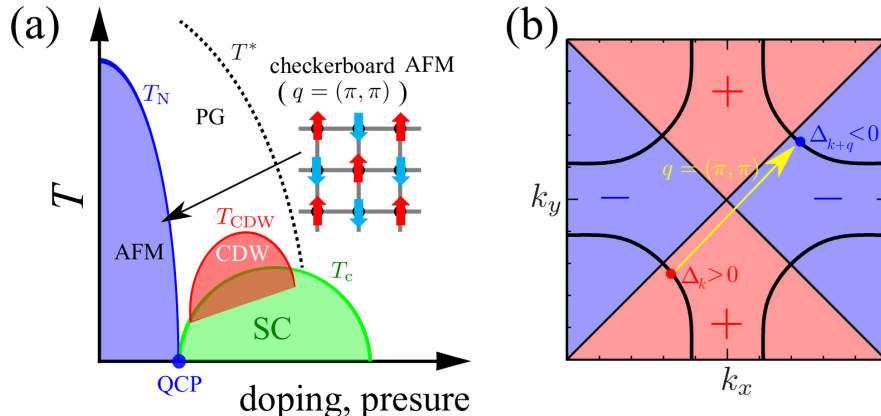 (a)
T
T_N
PG
T*
checkerboard AFM
( q = (π, π) )
AFM
T_CDW
CDW
T_c
SC
QCP
doping, presure
(b)
k_y
+
−
−
+
q = (π, π)
Δ_{k+q}<0
Δ_k>0
k_x